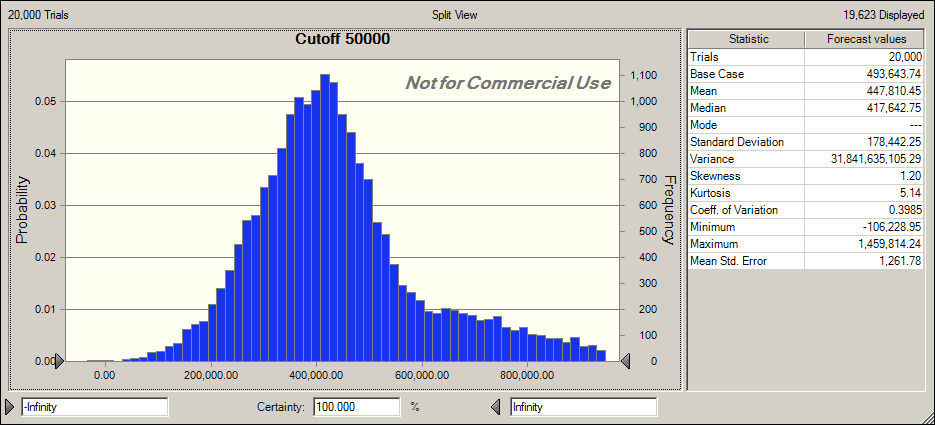 20,000 Trials Split View 19,623 Displayed
Cutoff 50000
Not for Commercial Use
Probability
0.05
0.04
0.03
0.02
0.01
0.00
1,100
1,000
900
800
700
600
500
400
300
200
100
0
Frequency
0.00 200,000.00 400,000.00 600,000.00 800,000.00
Statistic Forecast values
Trials 20,000
Base Case 493,643.74
Mean 447,810.45
Median 417,642.75
Mode ---
Standard Deviation 178,442.25
Variance 31,841,635,105.29
Skewness 1.20
Kurtosis 5.14
Coeff. of Variation 0.3985
Minimum -106,228.95
Maximum 1,459,814.24
Mean Std. Error 1,261.78
-Infinity Certainty: 100.000 % Infinity